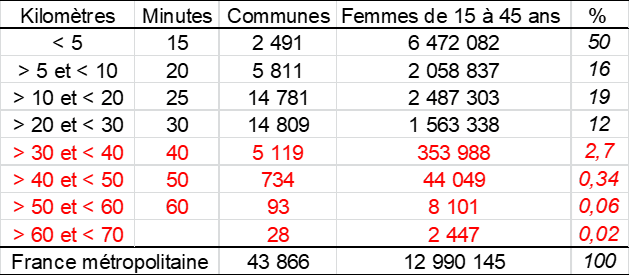 Kilomètres Minutes Communes Femmes de 15 à 45 ans %
< 5 15 2 491 6 472 082 50
> 5 et < 10 20 5 811 2 058 837 16
> 10 et < 20 25 14 781 2 487 303 19
> 20 et < 30 30 14 809 1 563 338 12
> 30 et < 40 40 5 119 353 988 2,7
> 40 et < 50 50 734 44 049 0,34
> 50 et < 60 60 93 8 101 0,06
> 60 et < 70 28 2 447 0,02
France métropolitaine 43 866 12 990 145 100